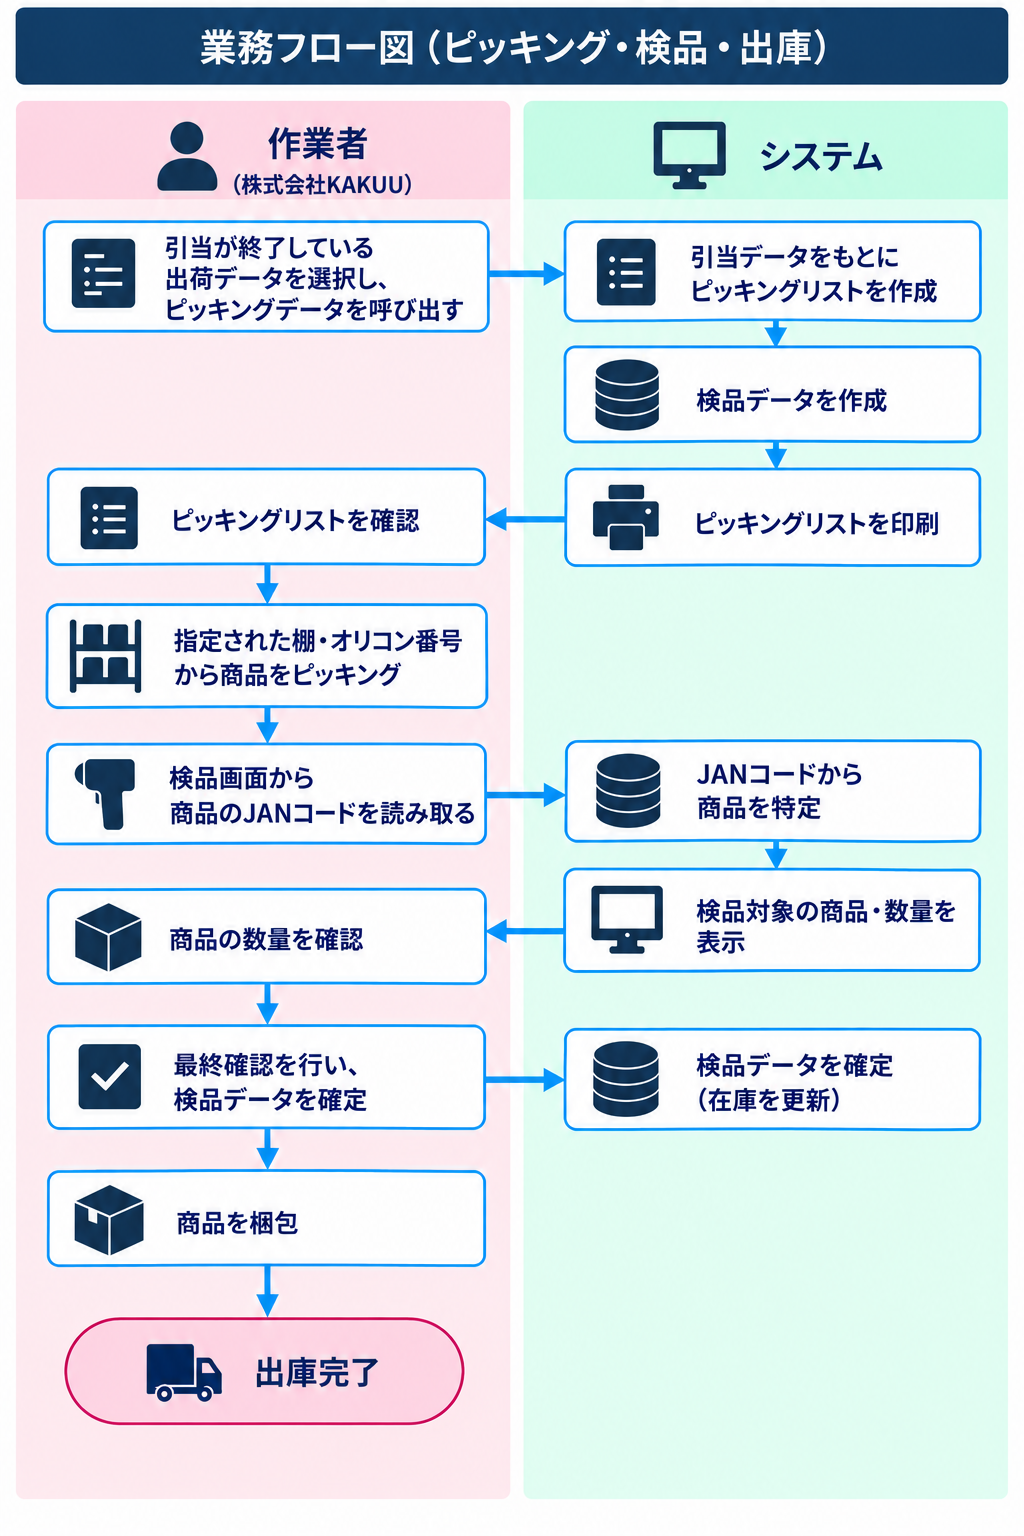 業務フロー図（ピッキング・検品・出庫）
作業者
（株式会社KAKUU）
システム
引当が終了している
出荷データを選択し、
ピッキングデータを呼び出す
引当データをもとに
ピッキングリストを作成
検品データを作成
ピッキングリストを印刷
ピッキングリストを確認
指定された棚・オリコン番号
から商品をピッキング
検品画面から
商品のJANコードを読み取る
JANコードから
商品を特定
検品対象の商品・数量を
表示
商品の数量を確認
最終確認を行い、
検品データを確定
検品データを確定
（在庫を更新）
商品を梱包
出庫完了